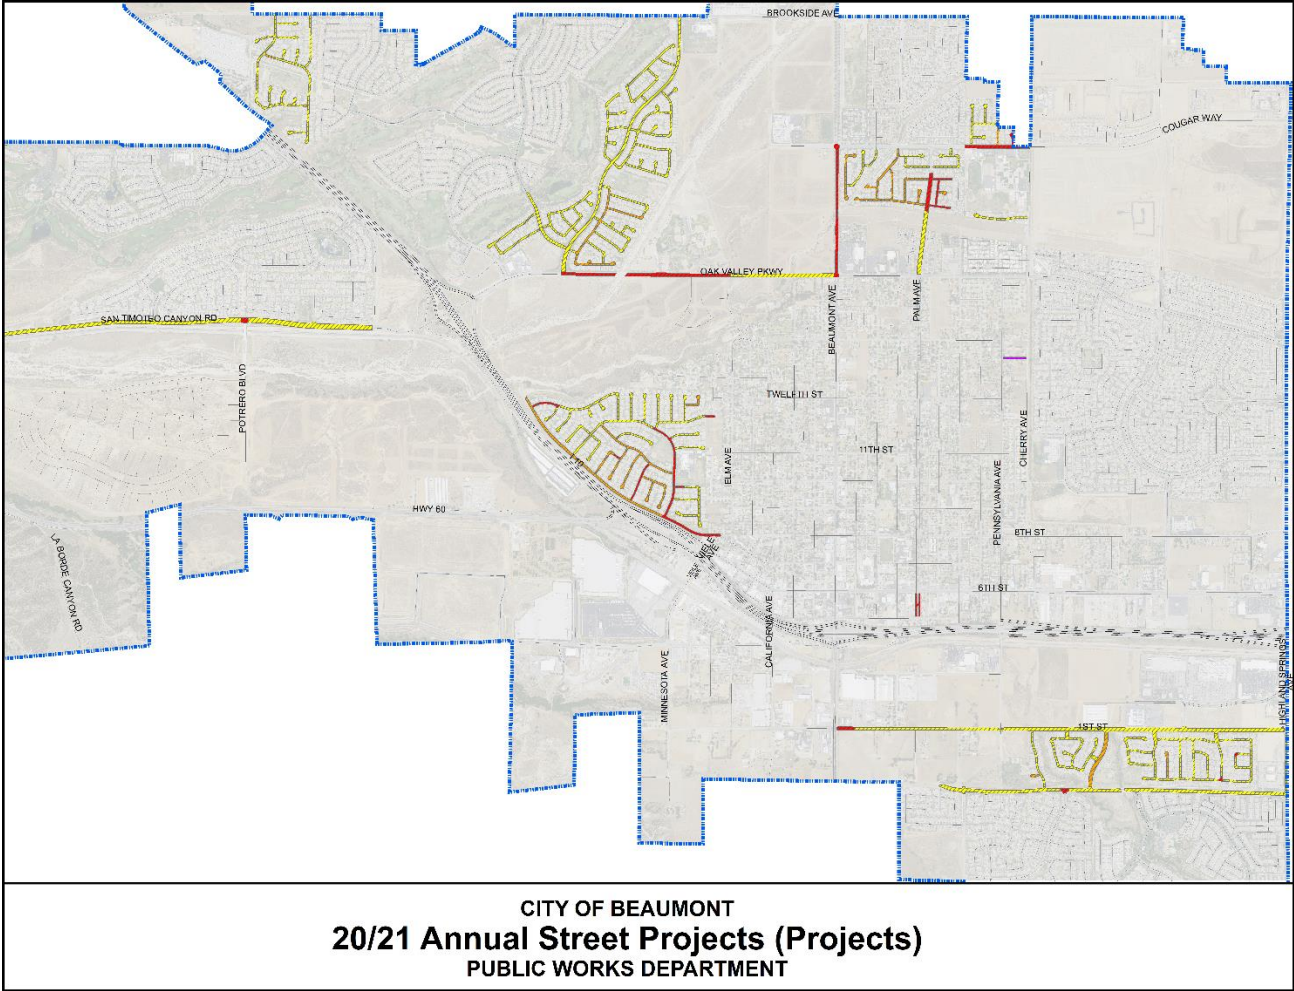 BROOKSIDE AVE
COUGAR WAY
OAK VALLEY PKWY
BEAUMONT AVE
PALM AVE
SAN TIMOTEO CANYON RD
POTRERO BLVD
TWELFTH ST
CHERRY AVE
11TH ST
ELM AVE
PENNSYLVANIA AVE
HWY 60
8TH ST
LA BORDE CANYON RD
VIELE
AVE
6TH ST
CALIFORNIA AVE
MINNESOTA AVE
HIGHLAND SPRINGS
AVE
1ST ST
CITY OF BEAUMONT
20/21 Annual Street Projects (Projects)
PUBLIC WORKS DEPARTMENT